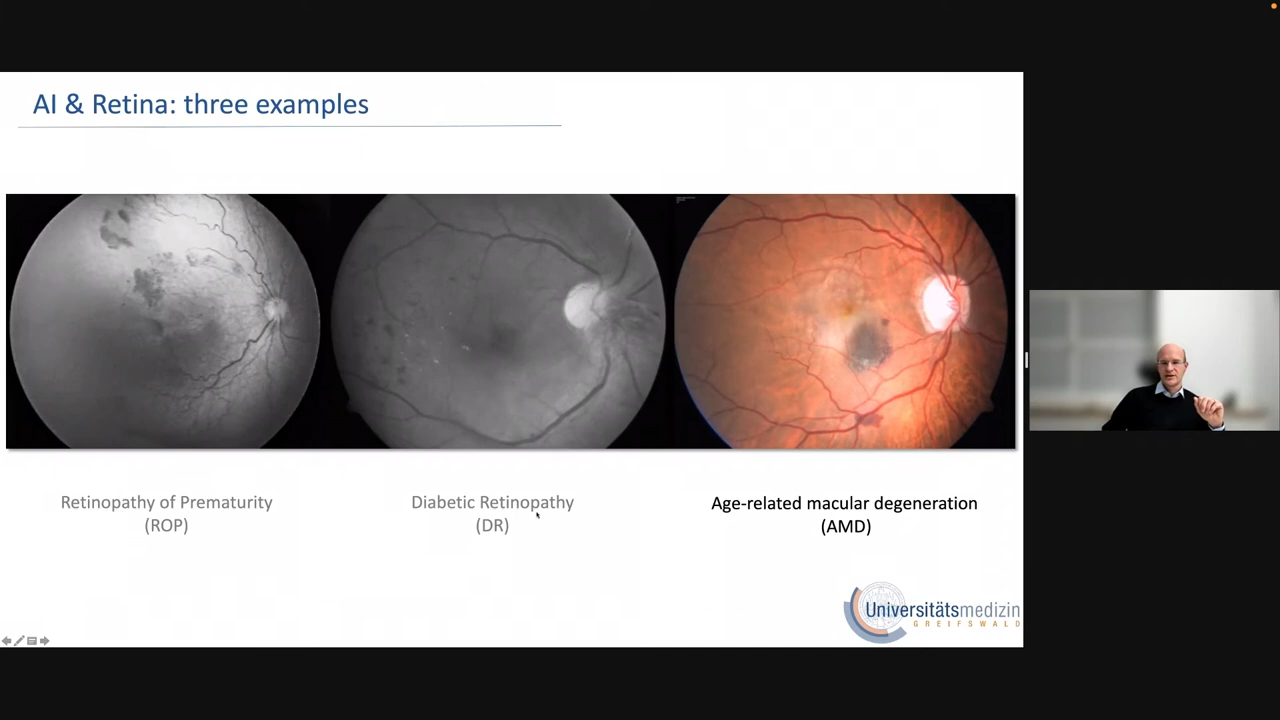 AI & Retina: three examples
Retinopathy of Prematurity
(ROP)
Diabetic Retinopathy
(DR)
Age-related macular degeneration
(AMD)
Universitätsmedizin
GREIFSWALD